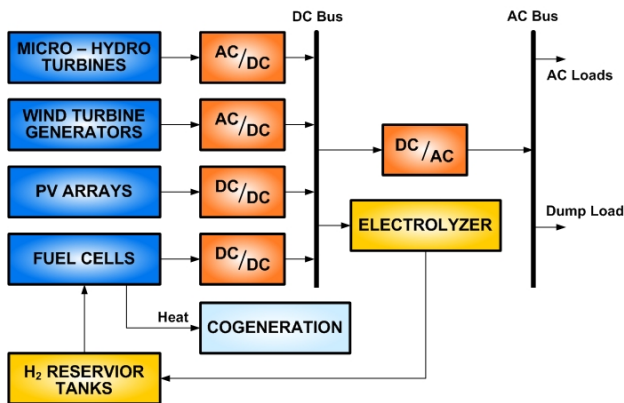 DC Bus
AC Bus
MICRO – HYDRO
TURBINES
AC/DC
AC Loads
WIND TURBINE
GENERATORS
AC/DC
DC/AC
PV ARRAYS
DC/DC
ELECTROLYZER
Dump Load
FUEL CELLS
DC/DC
Heat
COGENERATION
H₂ RESERVIOR
TANKS